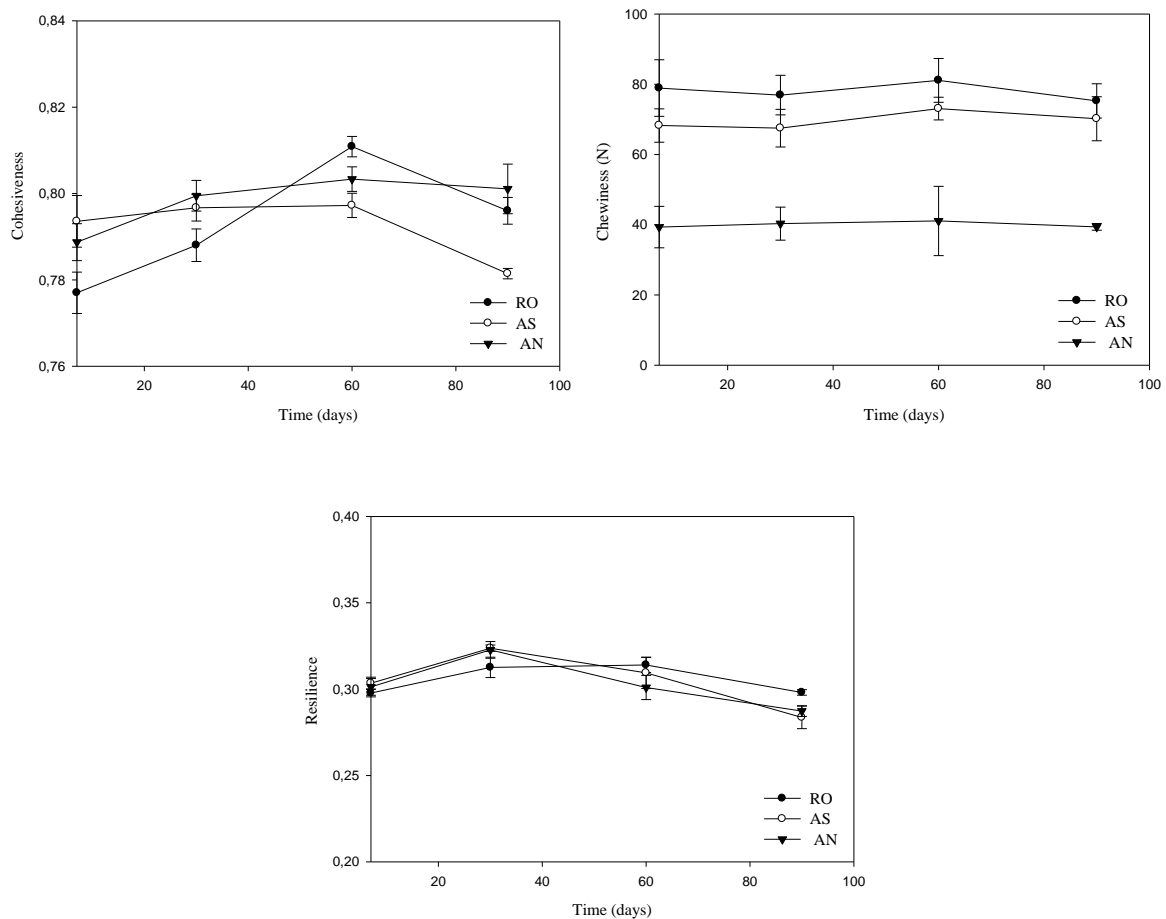 0,84
0,82
0,80
0,78
0,76
Cohesiveness
20 40 60 80 100
Time (days)
RO
AS
AN
100
80
60
40
20
0
Chewiness (N)
20 40 60 80 100
Time (days)
RO
AS
AN
0,40
0,35
0,30
0,25
0,20
Resilience
20 40 60 80 100
Time (days)
RO
AS
AN